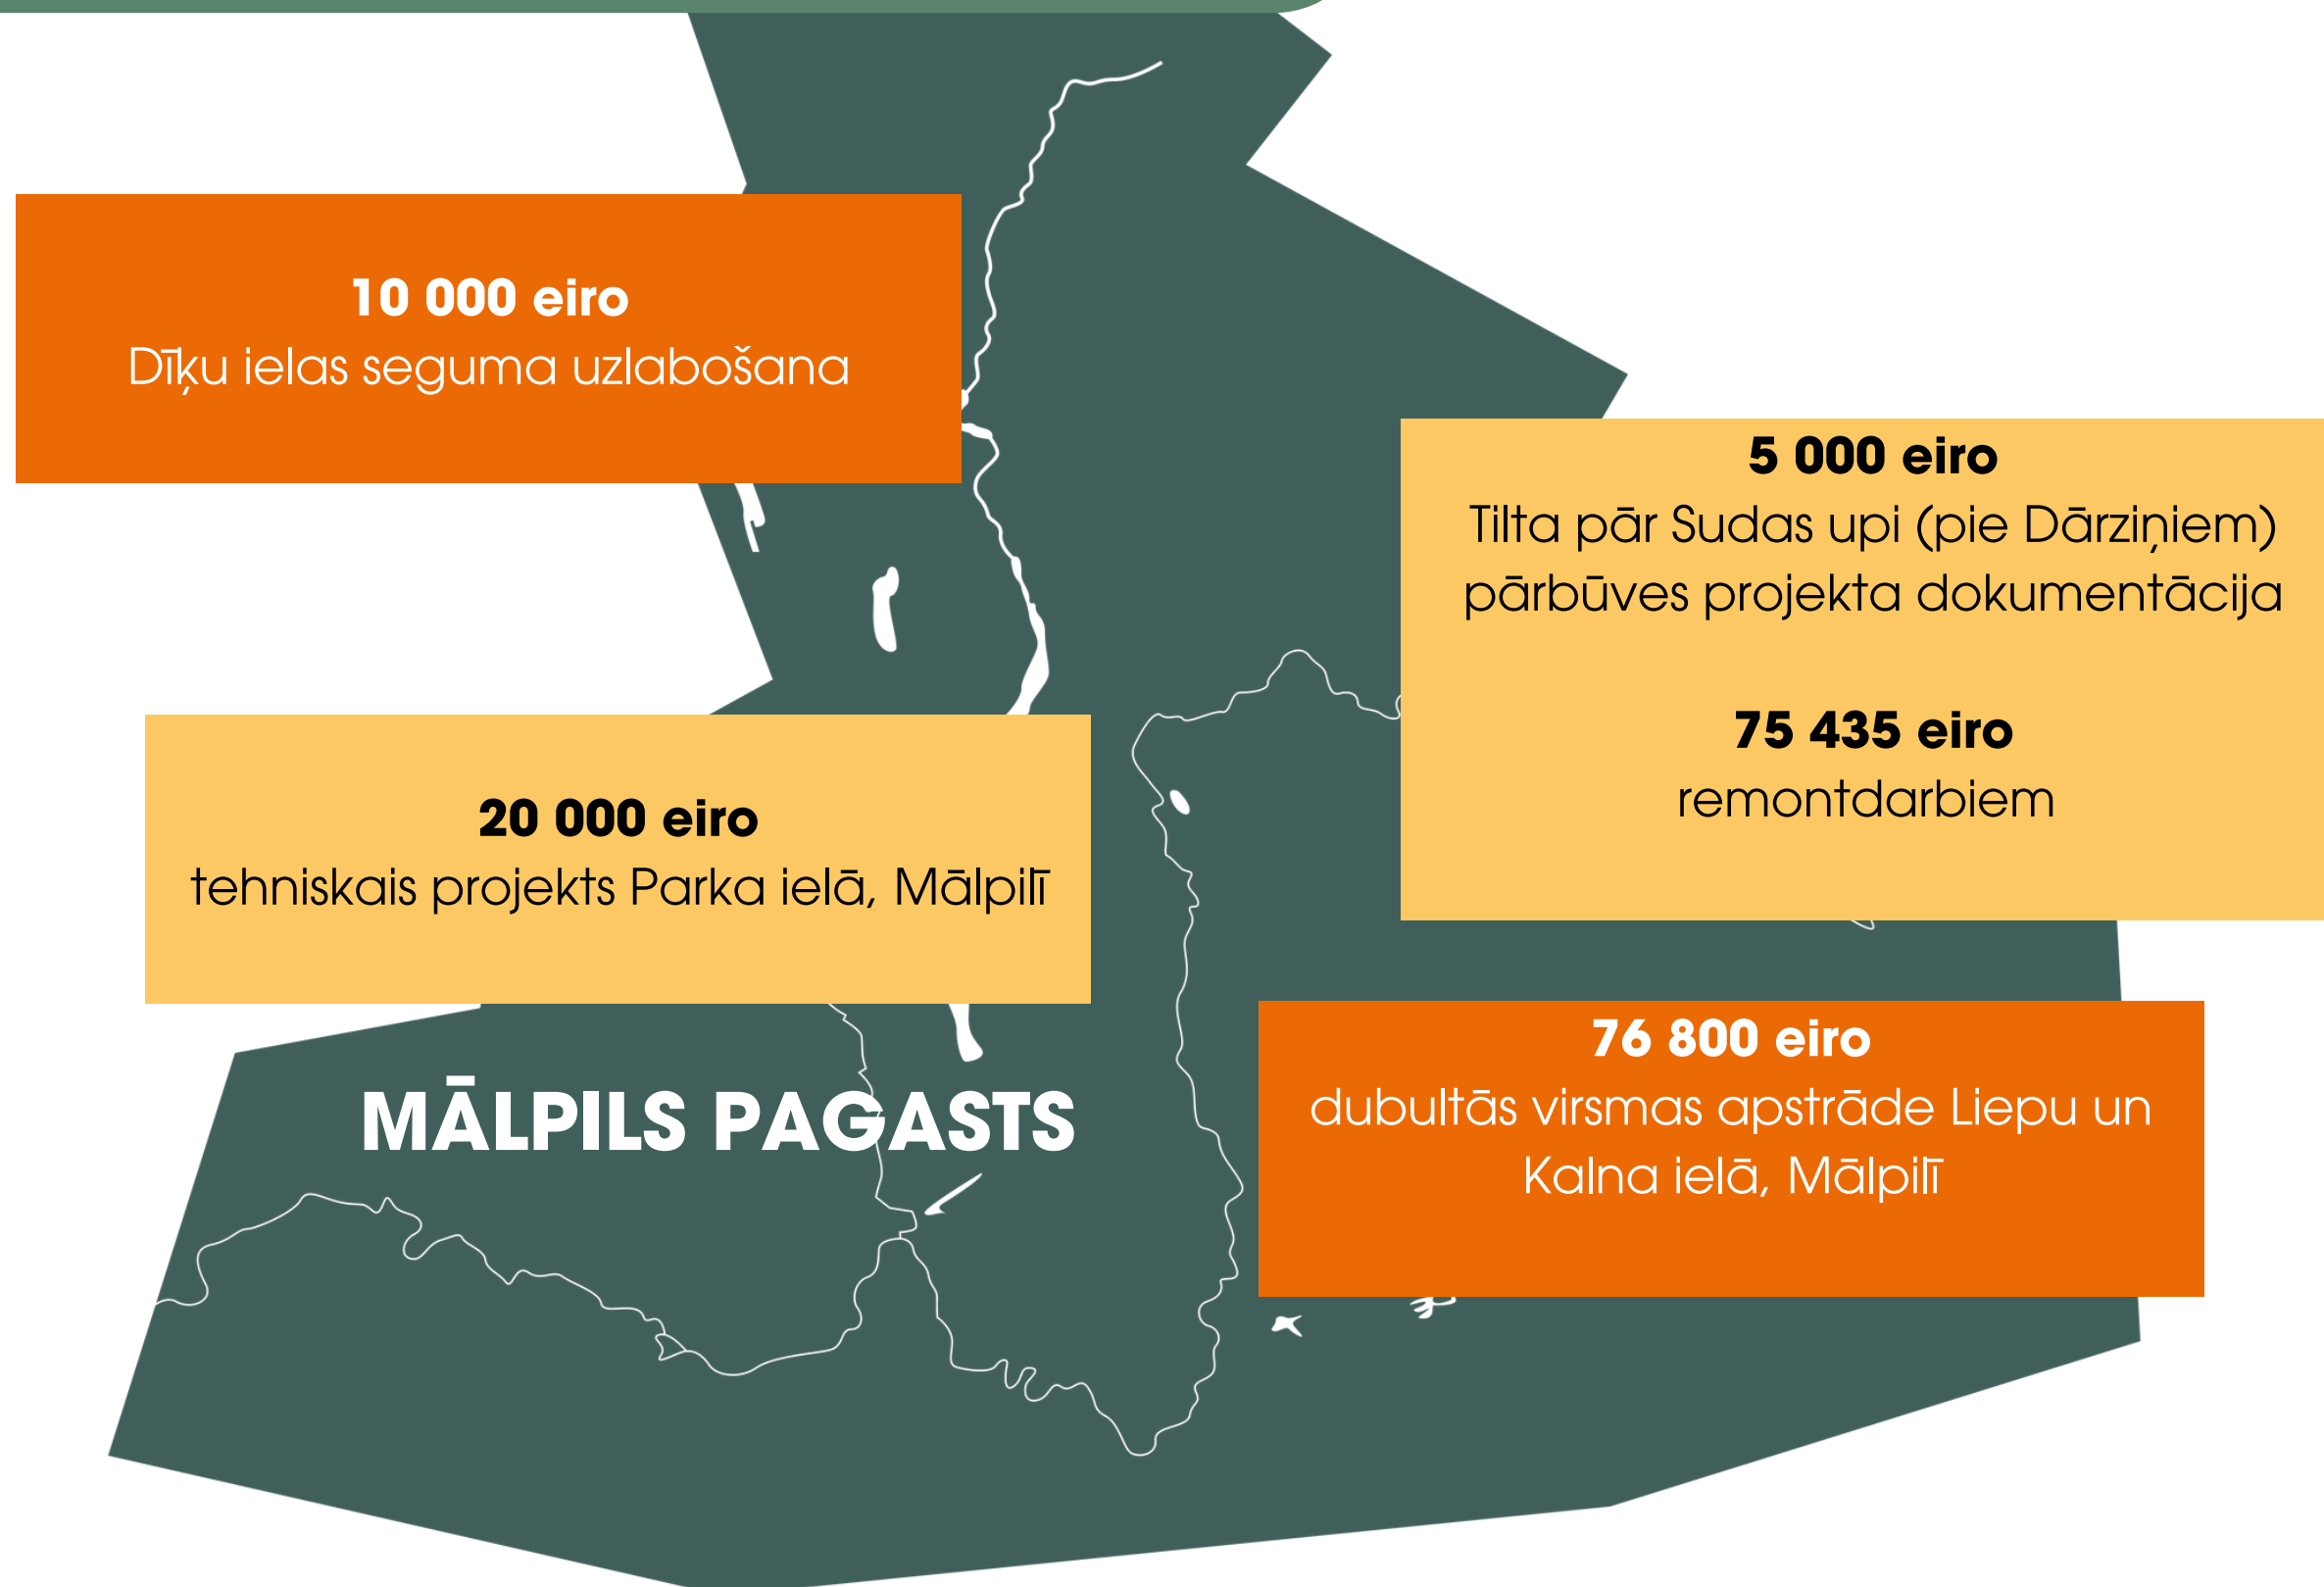 10 000 eiro
Dīķu ielas seguma uzlabošana
5 000 eiro
Tilta pār Sudas upi (pie Dārziņiem)
pārbūves projekta dokumentācija
75 435 eiro
remontdarbiem
20 000 eiro
tehniskais projekts Parka ielā, Mālpilī
76 800 eiro
dubultās virsmas apstrāde Liepu un
Kalna ielā, Mālpilī
MĀLPILS PAGASTS